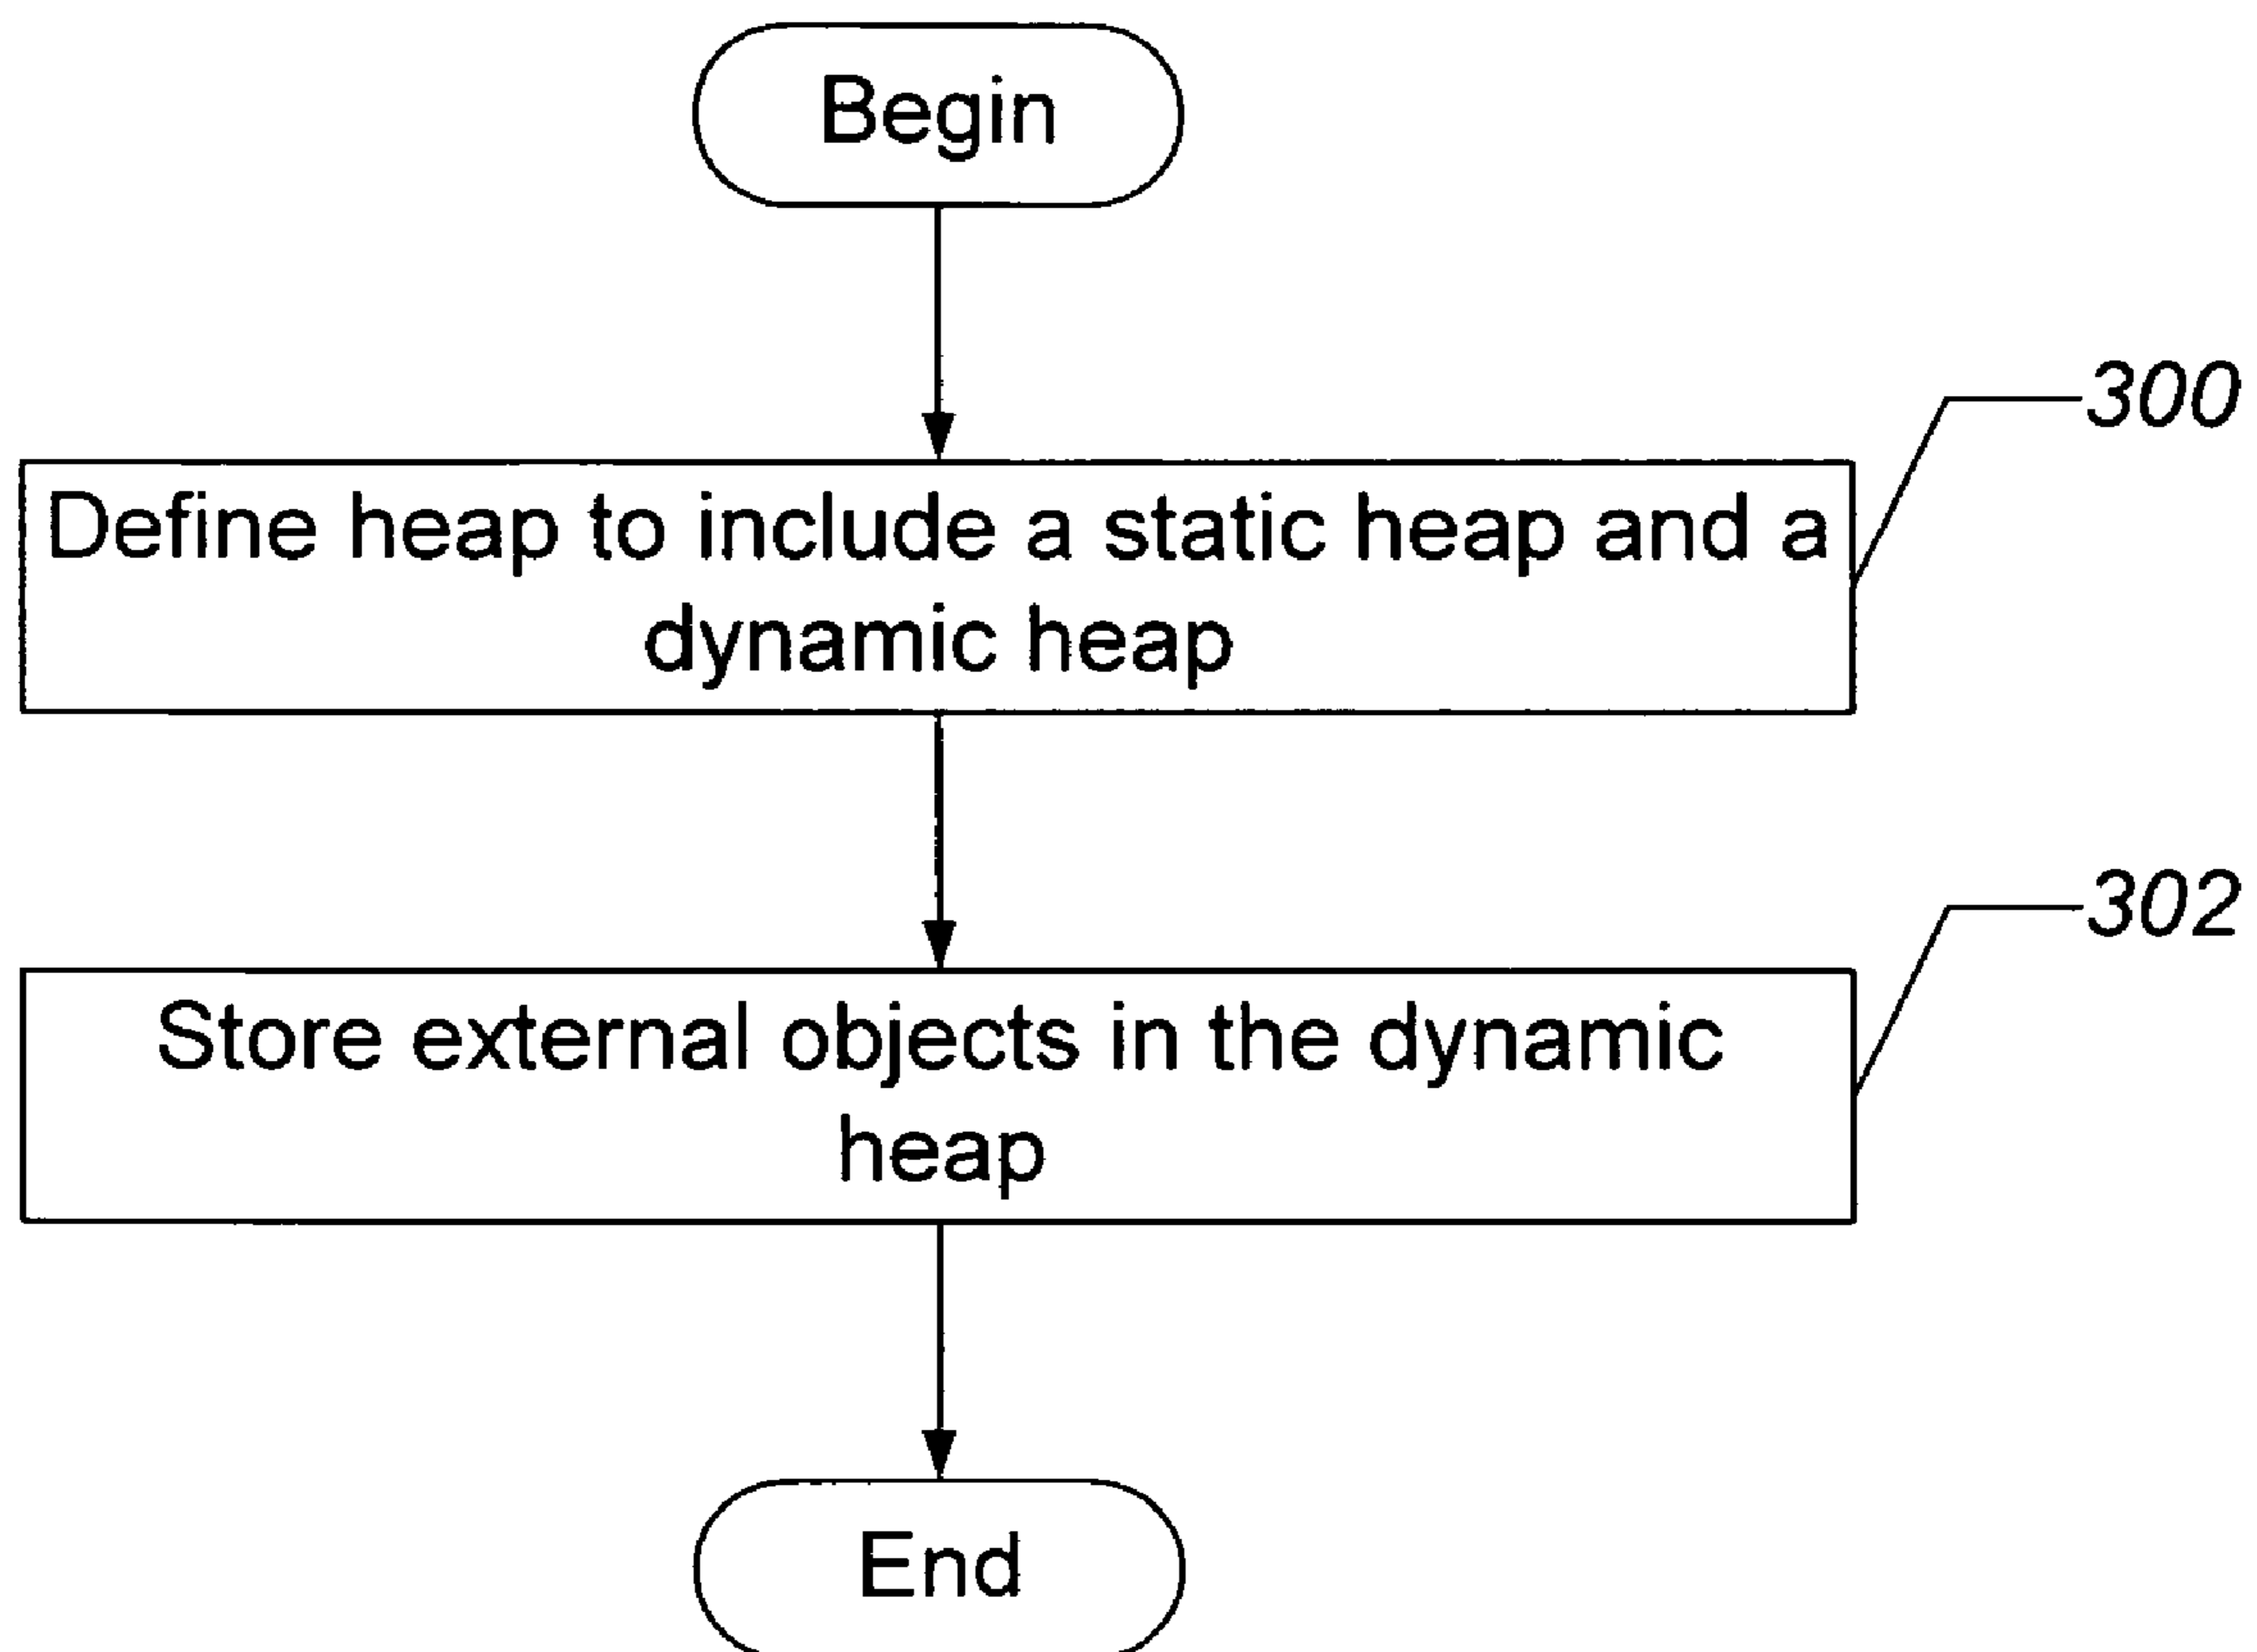 Begin
300
Define heap to include a static heap and a
dynamic heap
302
Store external objects in the dynamic
heap
End